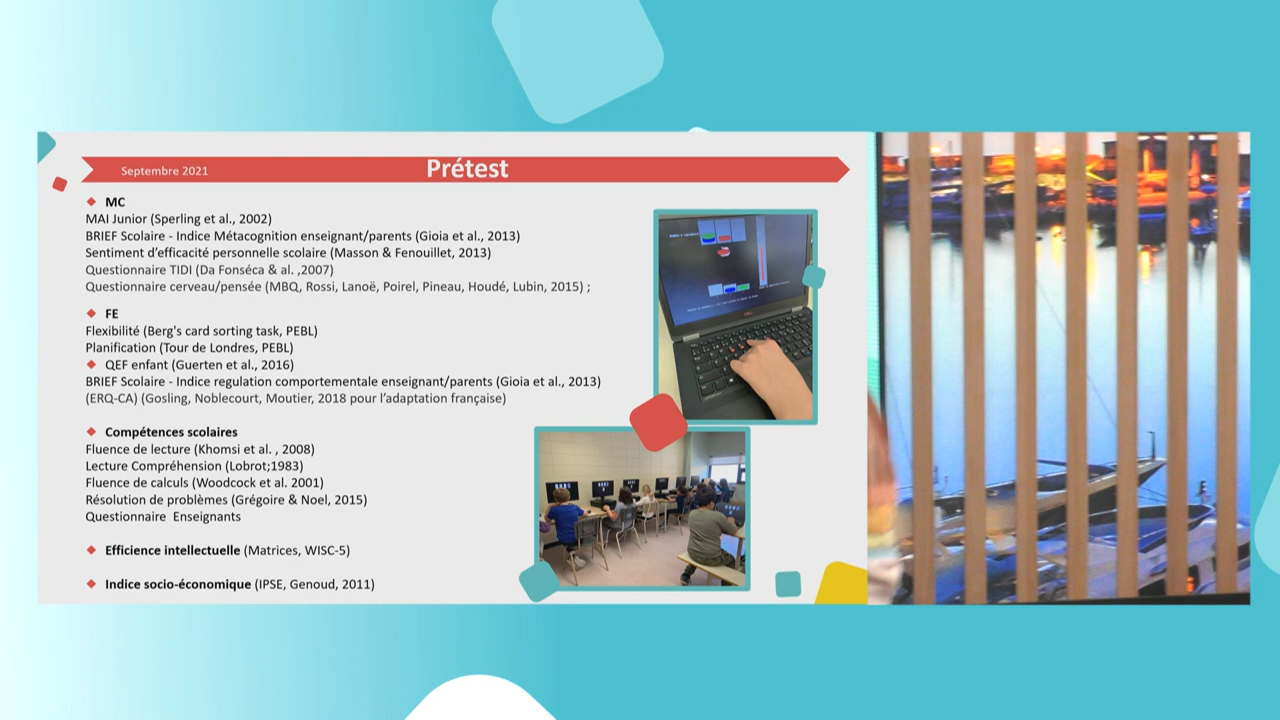 Septembre 2021
Prétest
MC
MAI Junior (Sperling et al., 2002)
BRIEF Scolaire - Indice Métacognition enseignant/parents (Gioia et al., 2013)
Sentiment d'efficacité personnelle scolaire (Masson & Fenouillet, 2013)
Questionnaire TIDI (Da Fonséca & al. ,2007)
Questionnaire cerveau/pensée (MBQ, Rossi, Lanoë, Poirel, Pineau, Houdé, Lubin, 2015) ;
FE
Flexibilité (Berg's card sorting task, PEBL)
Planification (Tour de Londres, PEBL)
QEF enfant (Guerten et al., 2016)
BRIEF Scolaire - Indice regulation comportementale enseignant/parents (Gioia et al., 2013)
(ERQ-CA) (Gosling, Noblecourt, Moutier, 2018 pour l'adaptation française)
Compétences scolaires
Fluence de lecture (Khomsi et al. , 2008)
Lecture Compréhension (Lobrot;1983)
Fluence de calculs (Woodcock et al. 2001)
Résolution de problèmes (Grégoire & Noel, 2015)
Questionnaire Enseignants
Efficience intellectuelle (Matrices, WISC-5)
Indice socio-économique (IPSE, Genoud, 2011)